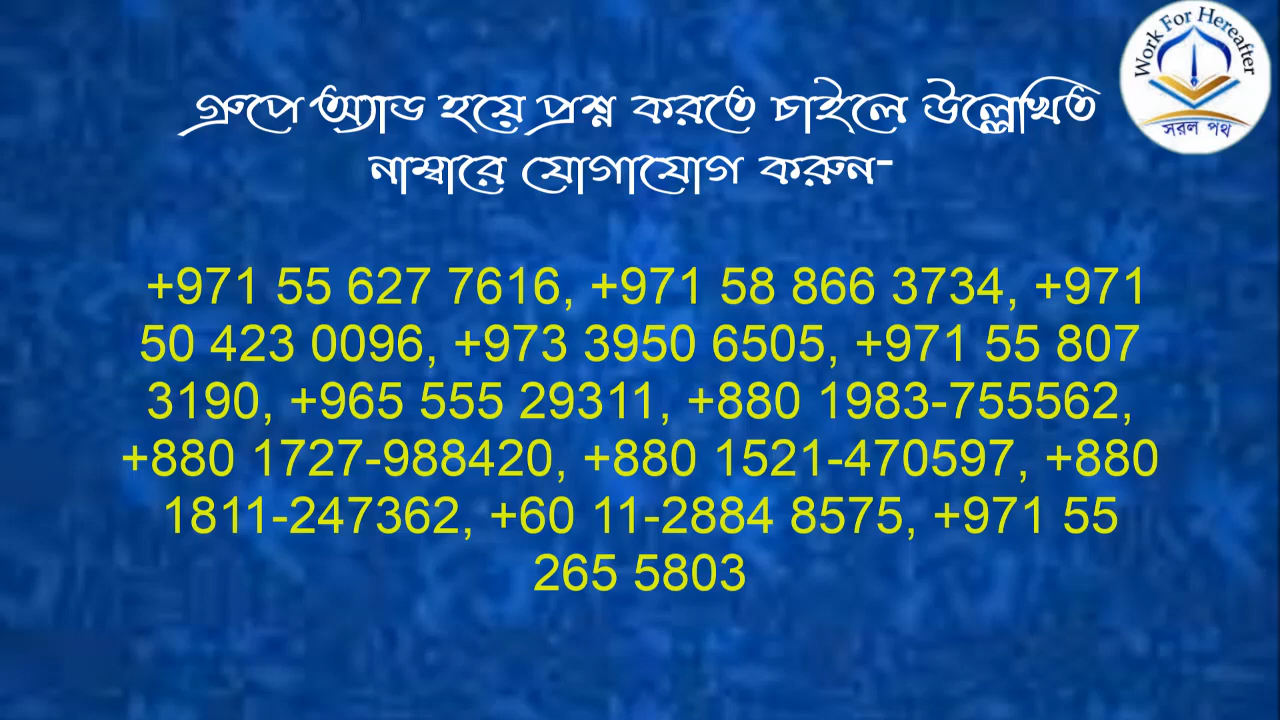 Work For Hereafter
সরল পথ
গ্রুপে অ্যাড হয়ে প্রশ্ন করতে চাইলে উল্লেখিত
নাম্বারে যোগাযোগ করুন-
+971 55 627 7616, +971 58 866 3734, +971
50 423 0096, +973 3950 6505, +971 55 807
3190, +965 555 29311, +880 1983-755562,
+880 1727-988420, +880 1521-470597, +880
1811-247362, +60 11-2884 8575, +971 55
265 5803